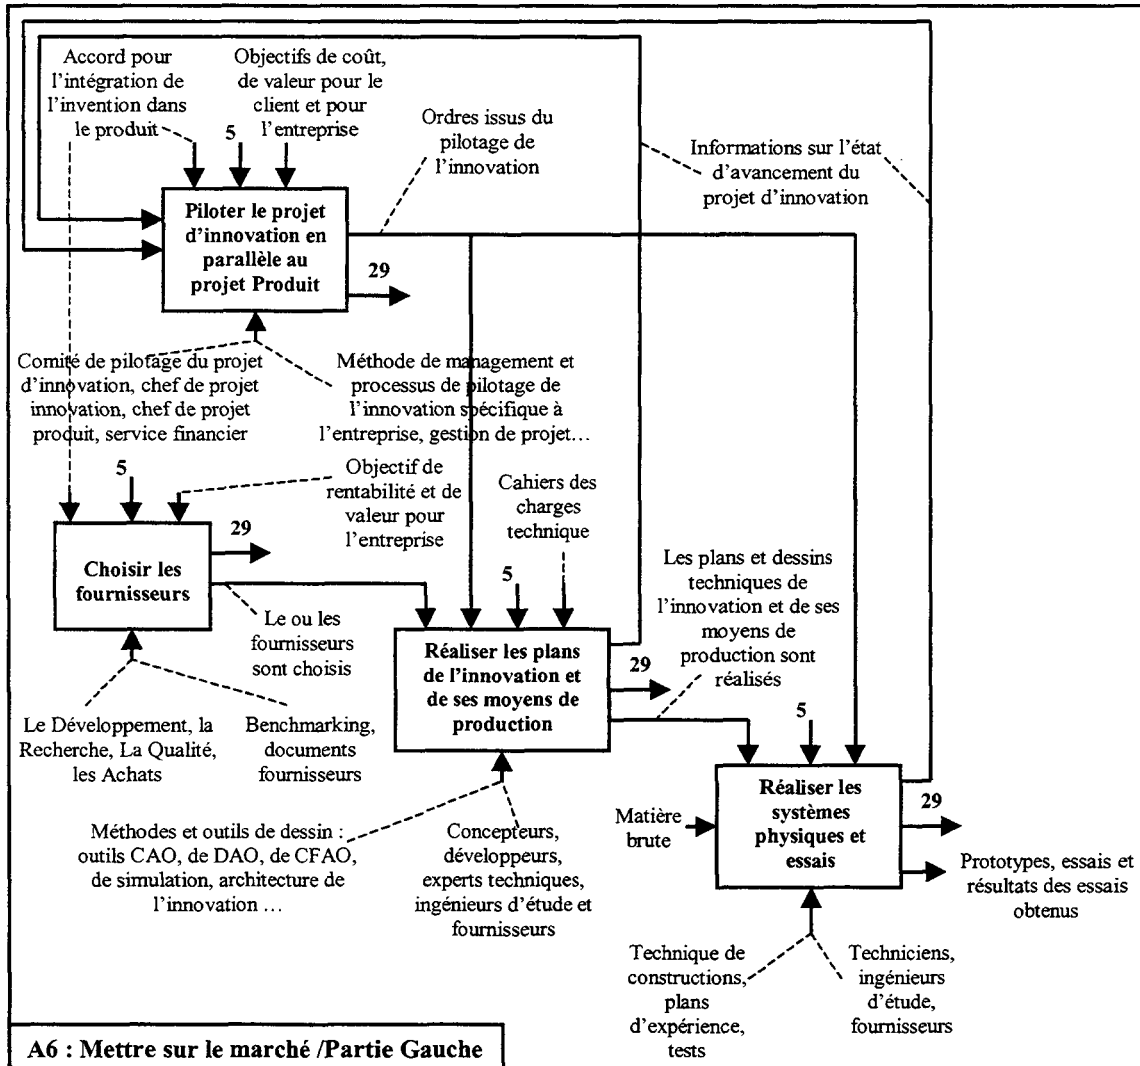 Accord pour
l'intégration de
l'invention dans
le produit
Objectifs de coût,
de valeur pour le
client et pour
l'entreprise
5
Ordres issus du
pilotage de
l'innovation
Informations sur l'état
d'avancement du
projet d'innovation
Piloter le projet
d'innovation en
parallèle au
projet Produit
29
Comité de pilotage du projet
d'innovation, chef de projet
innovation, chef de projet
produit, service financier
Méthode de management et
processus de pilotage de
l'innovation spécifique à
l'entreprise, gestion de projet…
5
Objectif de
rentabilité et de
valeur pour
l'entreprise
Cahiers des
charges
technique
29
Choisir les
fournisseurs
Le ou les
fournisseurs
sont choisis
5
Les plans et dessins
techniques de
l'innovation et de ses
moyens de
production sont
réalisés
Réaliser les plans
de l'innovation et
de ses moyens de
production
29
Le Développement, la
Recherche, La Qualité,
les Achats
Benchmarking,
documents
fournisseurs
5
Réaliser les
systèmes
physiques et
essais
Matière
brute
29
Prototypes, essais et
résultats des essais
obtenus
Méthodes et outils de dessin :
outils CAO, de DAO, de CFAO,
de simulation, architecture de
l'innovation …
Concepteurs,
développeurs,
experts techniques,
ingénieurs d'étude et
fournisseurs
Technique de
constructions,
plans
d'expérience,
tests
Techniciens,
ingénieurs
d'étude,
fournisseurs
A6 : Mettre sur le marché /Partie Gauche